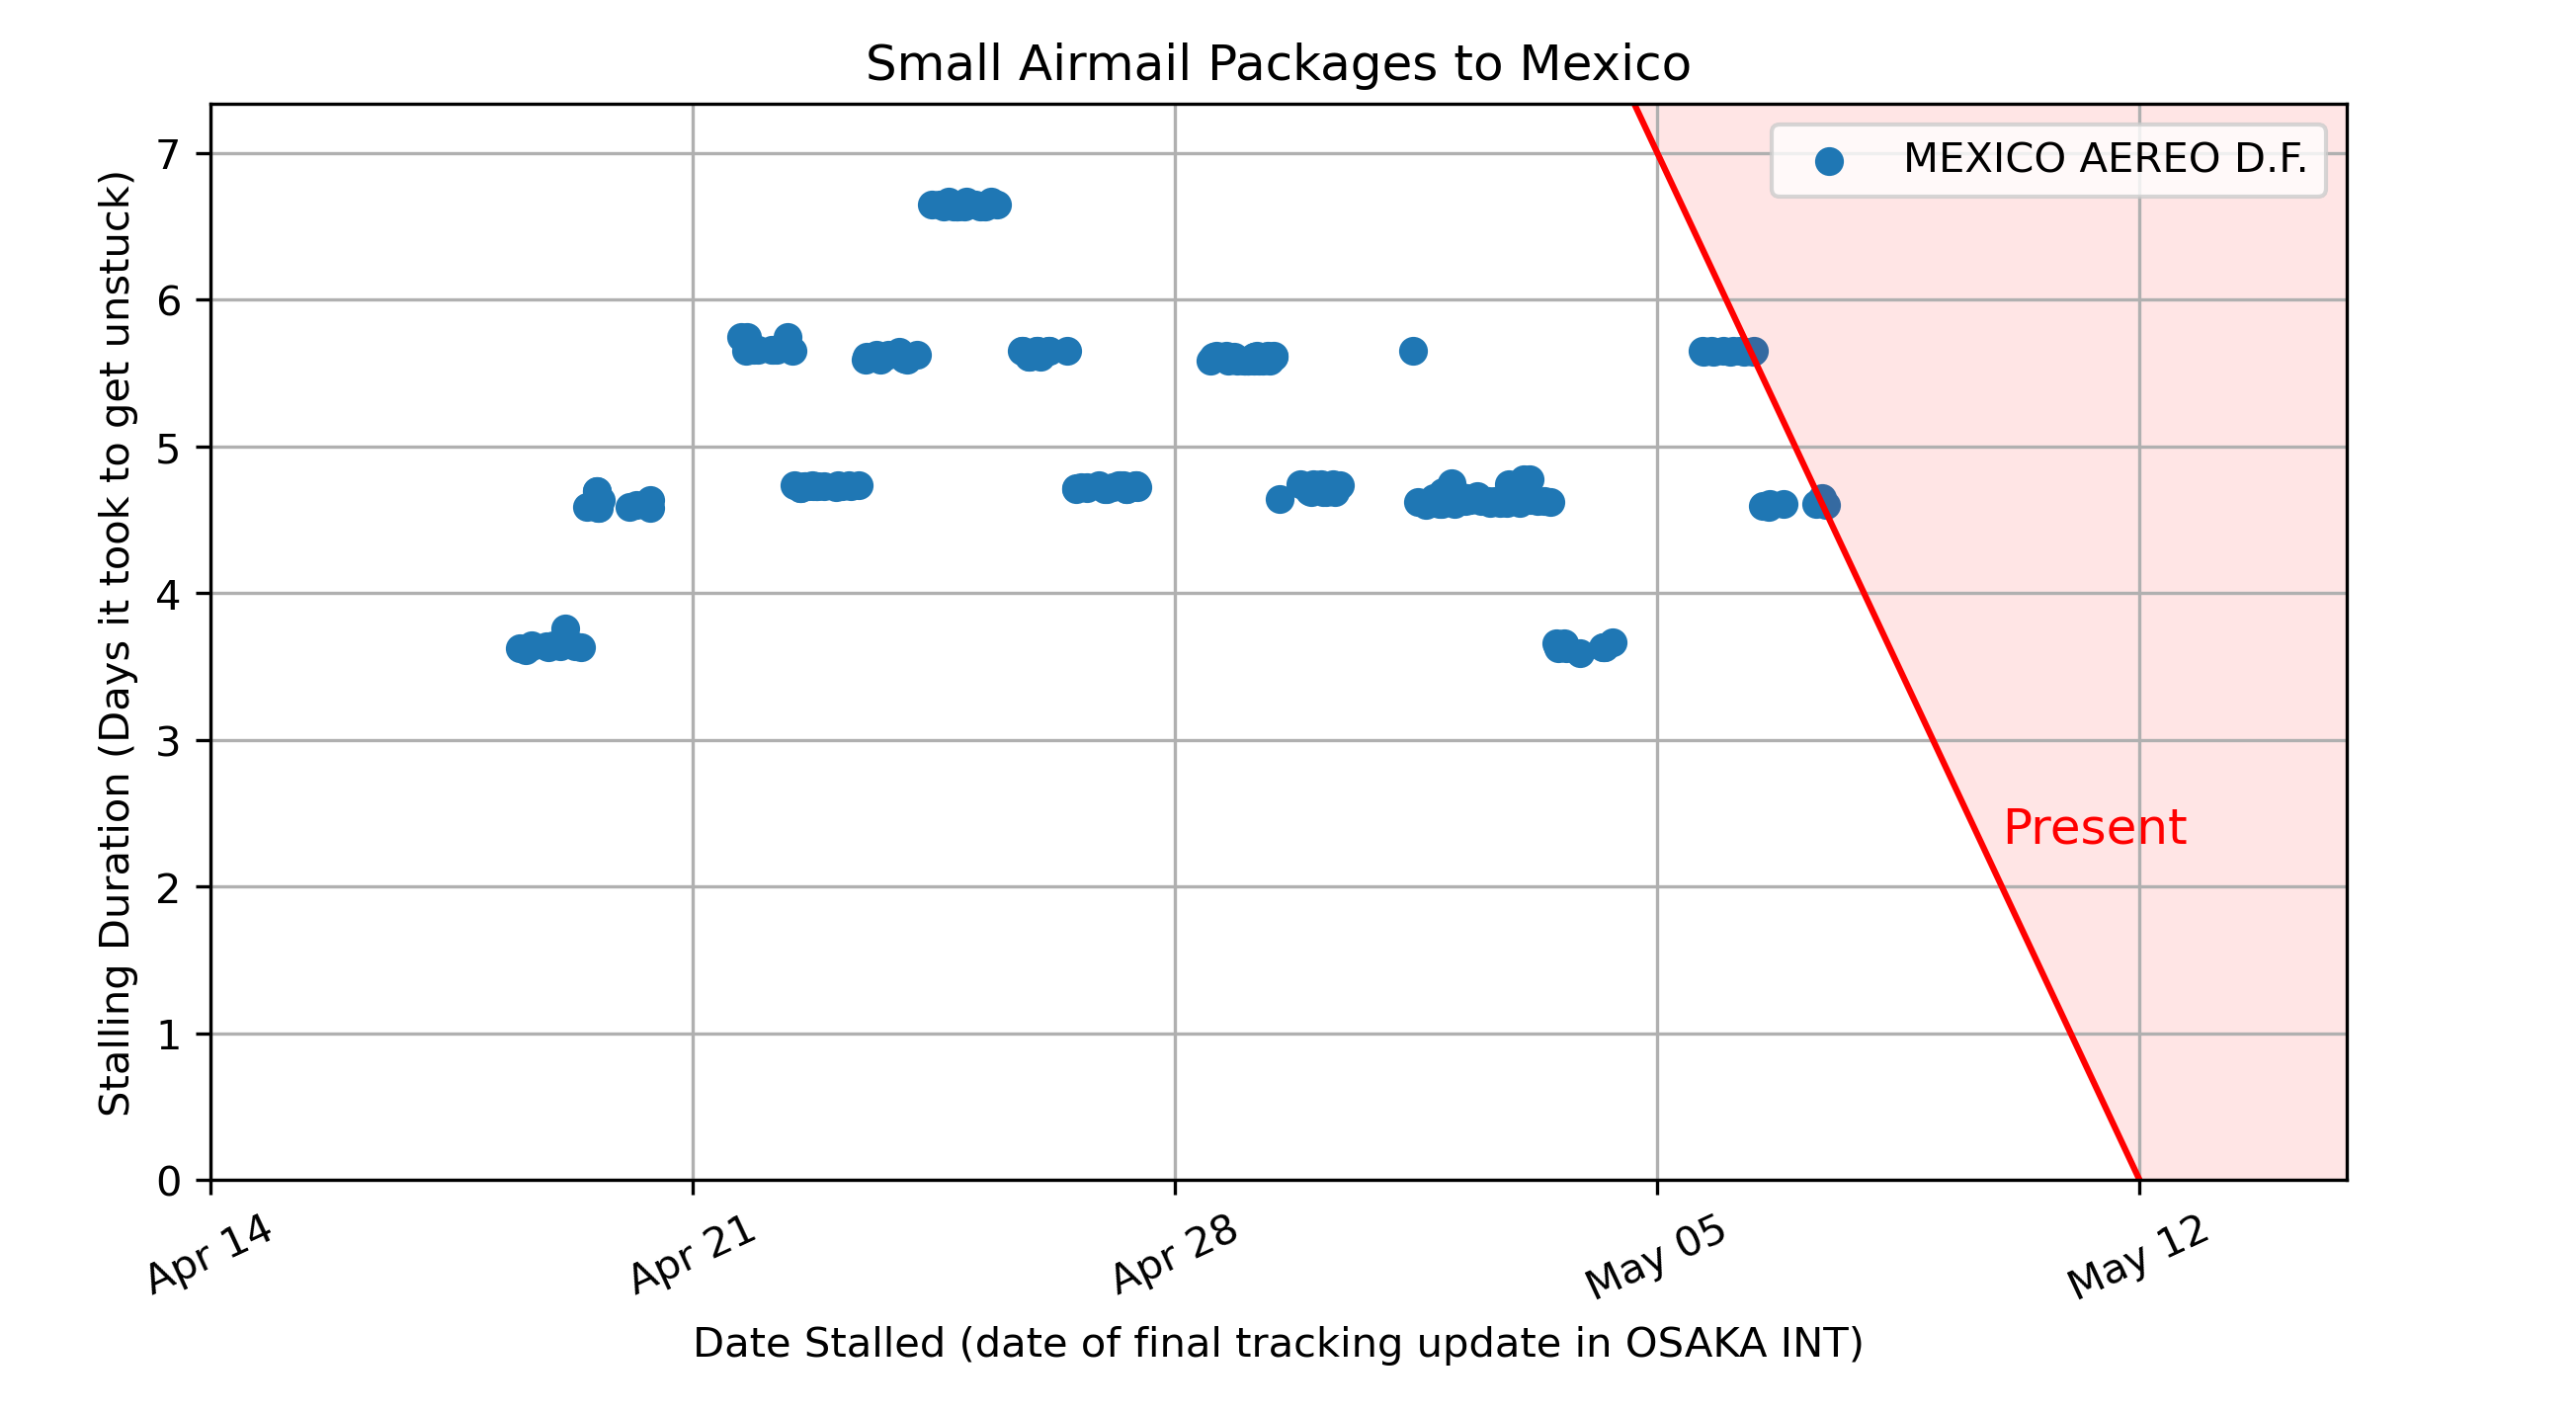 Small Airmail Packages to Mexico
MEXICO AEREO D.F.
Stalling Duration (Days it took to get unstuck)
7
6
5
4
3
2
1
0
Present
Apr 14
Apr 21
Apr 28
May 05
May 12
Date Stalled (date of final tracking update in OSAKA INT)